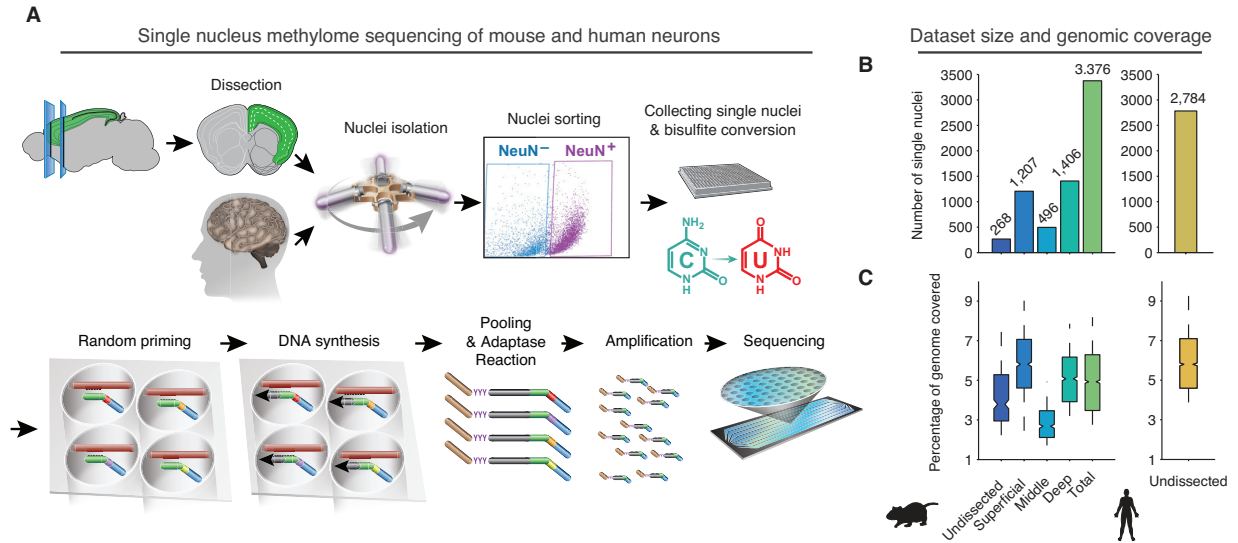 A
Single nucleus methylome sequencing of mouse and human neurons
Dissection
Nuclei isolation
Nuclei sorting
NeuN−
NeuN+
Collecting single nuclei
& bisulfite conversion
NH2
C
N
N
H
O
O
U
NH
N
H
O
Random priming
DNA synthesis
Pooling
& Adaptase
Reaction
Amplification
Sequencing
YYY
YYY
YYY
YYY
Dataset size and genomic coverage
B
Number of single nuclei
3500
3000
2500
2000
1500
1000
500
0
268
1,207
496
1,406
3.376
3500
3000
2500
2000
1500
1000
500
0
2,784
C
Percentage of genome covered
9
7
5
3
1
Undissected
Superficial
Middle
Deep
Total
9
7
5
3
1
Undissected